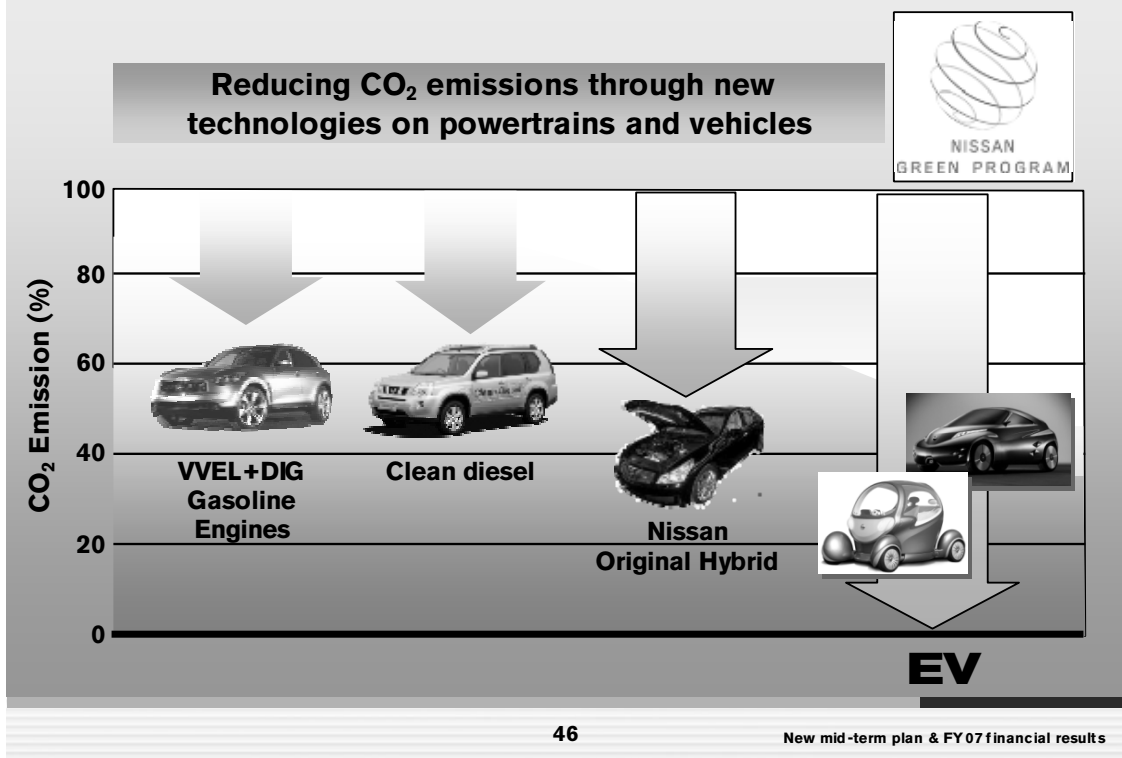 Reducing CO₂ emissions through new
technologies on powertrains and vehicles
NISSAN
GREEN PROGRAM
CO₂ Emission (%)
100
80
60
40
20
0
VVEL+DIG
Gasoline
Engines
Clean diesel
Nissan
Original Hybrid
EV
46
New mid-term plan & FY07 financial results